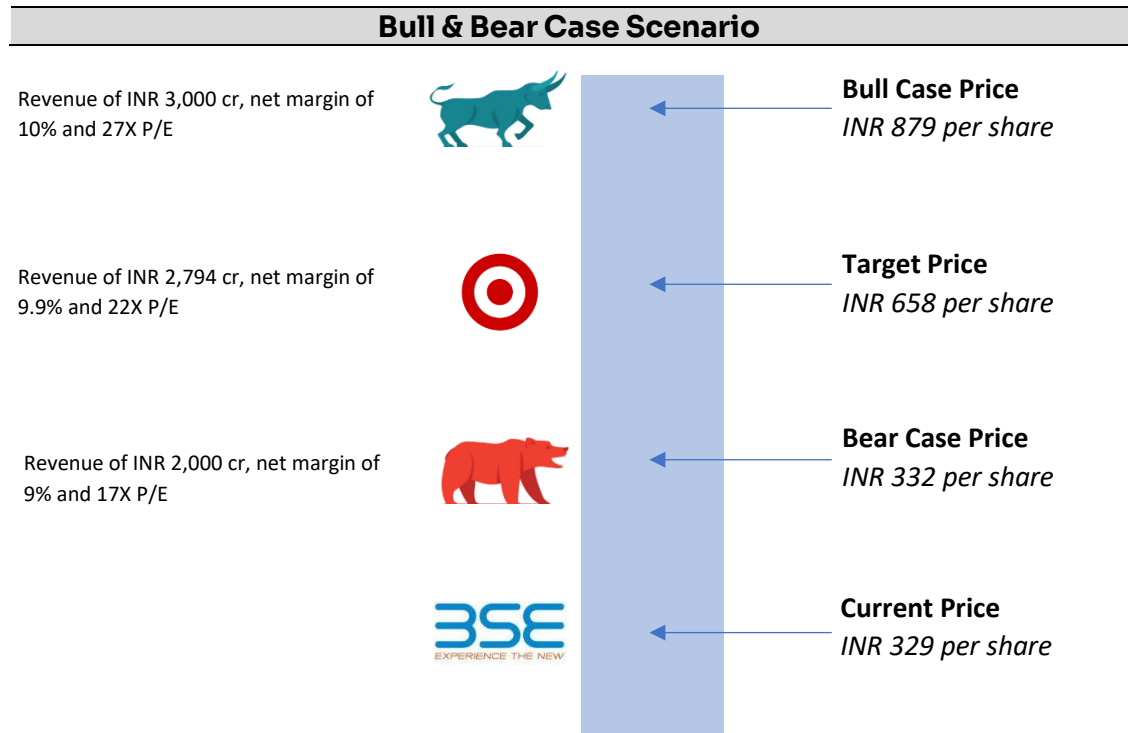 Bull & Bear Case Scenario
Revenue of INR 3,000 cr, net margin of
10% and 27X P/E
Bull Case Price
INR 879 per share
Revenue of INR 2,794 cr, net margin of
9.9% and 22X P/E
Target Price
INR 658 per share
Revenue of INR 2,000 cr, net margin of
9% and 17X P/E
Bear Case Price
INR 332 per share
BSE
EXPERIENCE THE NEW
Current Price
INR 329 per share